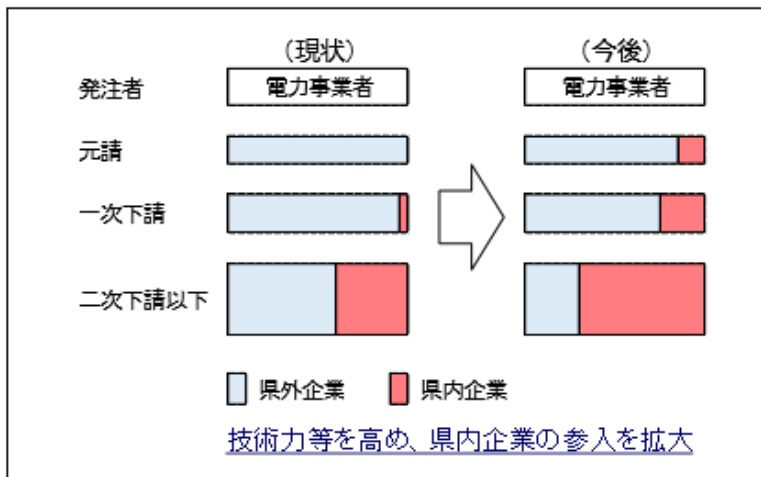 （現状）　（今後）
発注者　電力事業者　電力事業者
元請
一次下請
二次下請以下
県外企業　県内企業
技術力等を高め、県内企業の参入を拡大